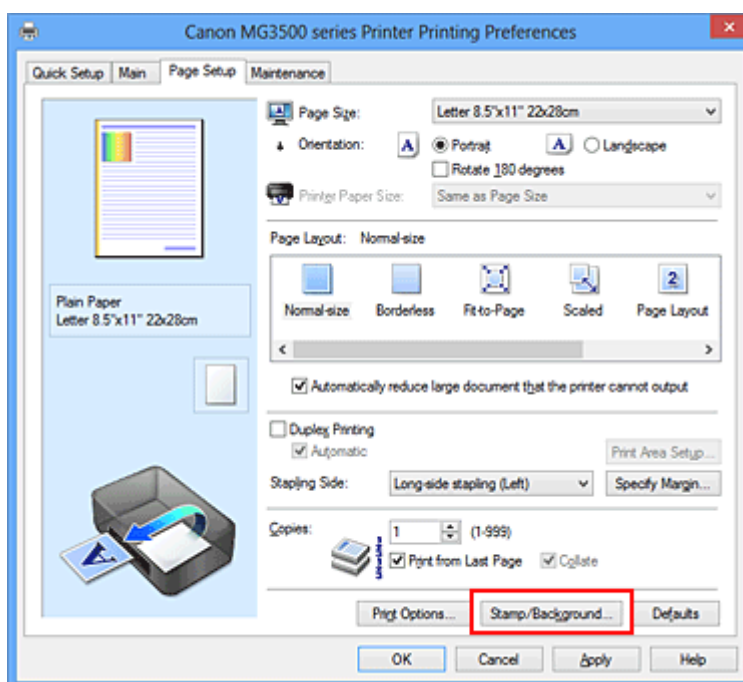 Canon MG3500 series Printer Printing Preferences
x
Quick Setup Main Page Setup Maintenance
Page Size: Letter 8.5"x11" 22x28cm
Orientation: A Portrait A Landscape
Rotate 180 degrees
Printer Paper Size: Same as Page Size
Page Layout: Normal-size
2
Normal-size Borderless Fit-to-Page Scaled Page Layout
Plain Paper
Letter 8.5"x11" 22x28cm
Automatically reduce large document that the printer cannot output
Duplex Printing
Automatic Print Area Setup...
Stapling Side: Long-side stapling (Left) Specify Margin...
Copies: 1 (1-999)
Print from Last Page Collate
A
Print Options... Stamp/Background... Defaults
OK Cancel Apply Help